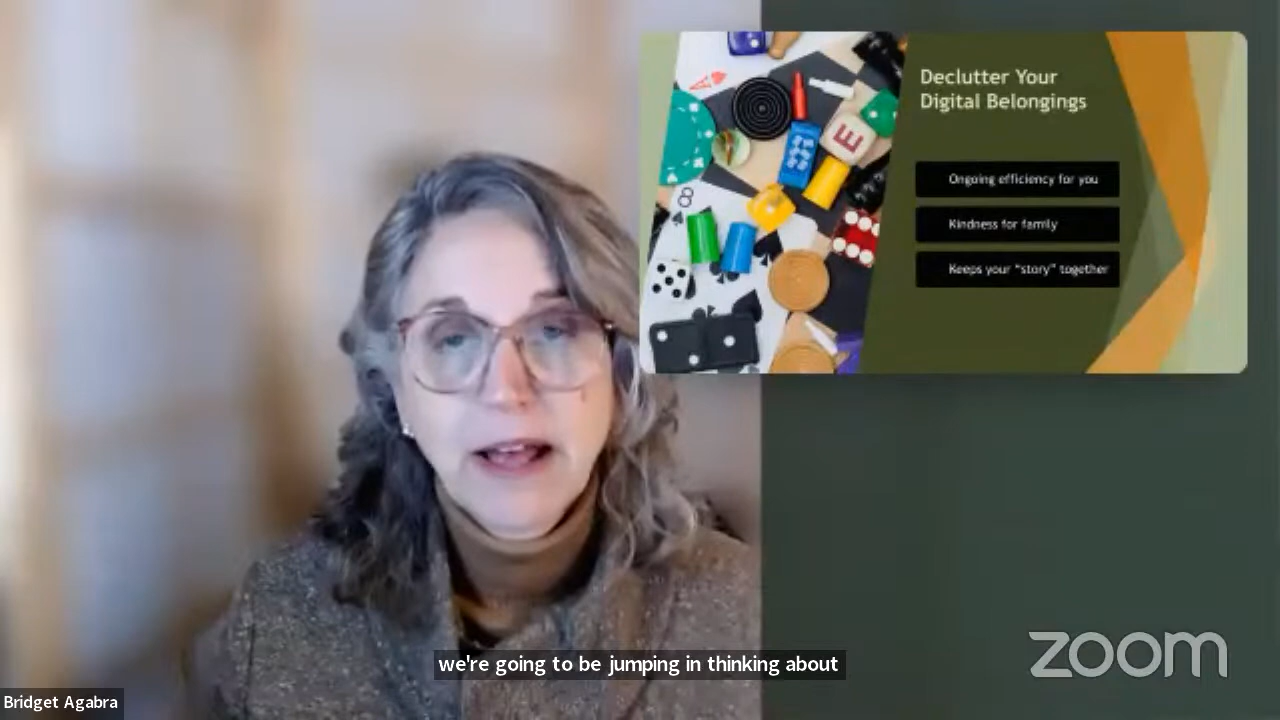 Declutter Your
Digital Belongings
Ongoing efficiency for you
Kindness for family
Keeps your "story" together
E
8
we're going to be jumping in thinking about
zoom
Bridget Agabra